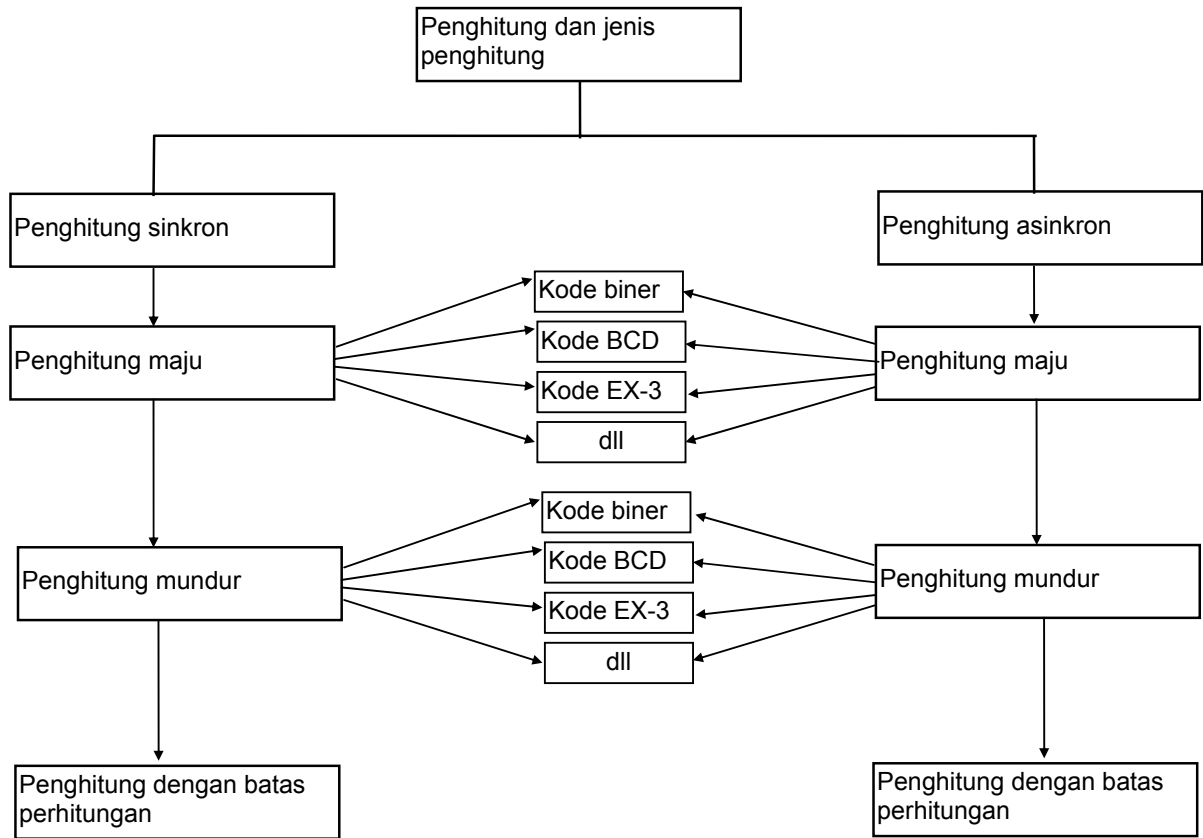 Penghitung dan jenis
penghitung
Penghitung sinkron
Penghitung asinkron
Kode biner
Penghitung maju
Kode BCD
Penghitung maju
Kode EX-3
dll
Kode biner
Penghitung mundur
Kode BCD
Penghitung mundur
Kode EX-3
dll
Penghitung dengan batas
perhitungan
Penghitung dengan batas
perhitungan